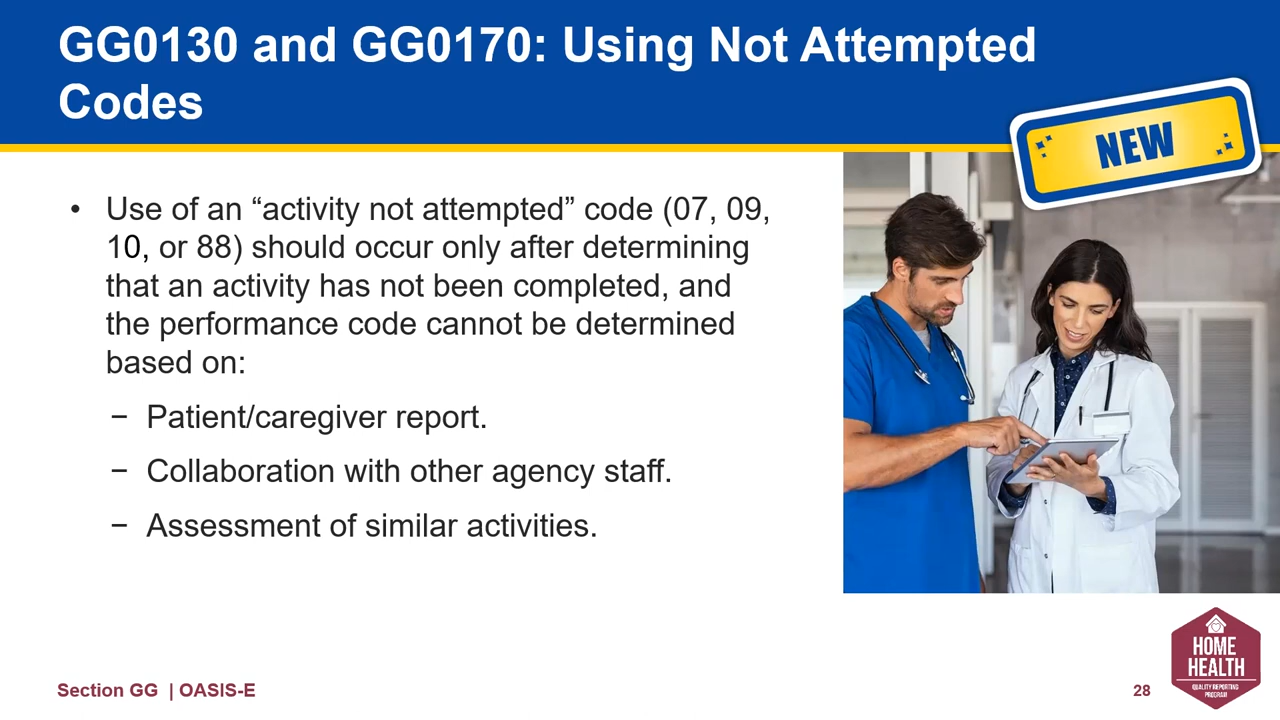 GG0130 and GG0170: Using Not Attempted
Codes
NEW
• Use of an “activity not attempted” code (07, 09,
10, or 88) should occur only after determining
that an activity has not been completed, and
the performance code cannot be determined
based on:
− Patient/caregiver report.
− Collaboration with other agency staff.
− Assessment of similar activities.
Section GG | OASIS-E
28
HOME
HEALTH
QUALITY REPORTING
PROGRAM